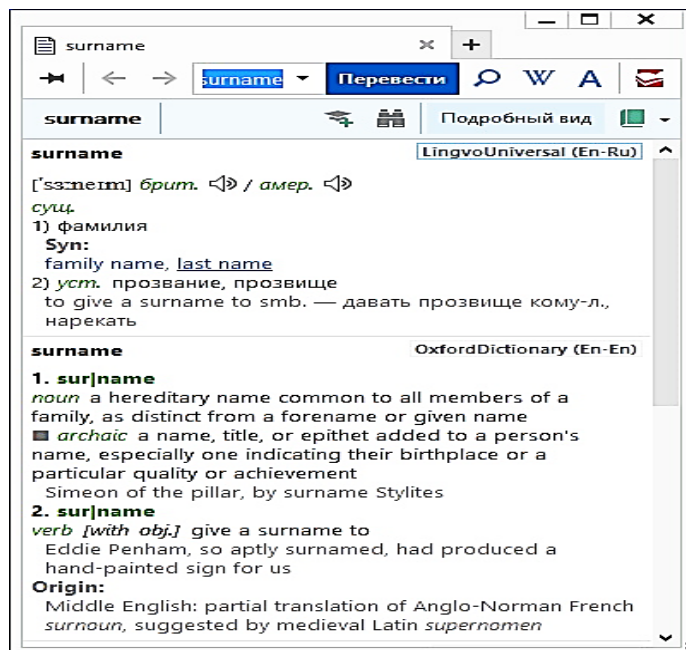 surname
surname Перевести W A
surname Подробный вид
surname LingvoUniversal (En-Ru)
['sɜːneɪm] брит. / амер.
сущ.
1) фамилия
Syn:
family name, last name
2) уст. прозвание, прозвище
to give a surname to smb. — давать прозвище кому-л.,
нарекать
surname OxfordDictionary (En-En)
1. sur|name
noun a hereditary name common to all members of a
family, as distinct from a forename or given name
archaic a name, title, or epithet added to a person's
name, especially one indicating their birthplace or a
particular quality or achievement
Simeon of the pillar, by surname Stylites
2. sur|name
verb [with obj.] give a surname to
Eddie Penham, so aptly surnamed, had produced a
hand-painted sign for us
Origin:
Middle English: partial translation of Anglo-Norman French
surnoun, suggested by medieval Latin supernomen